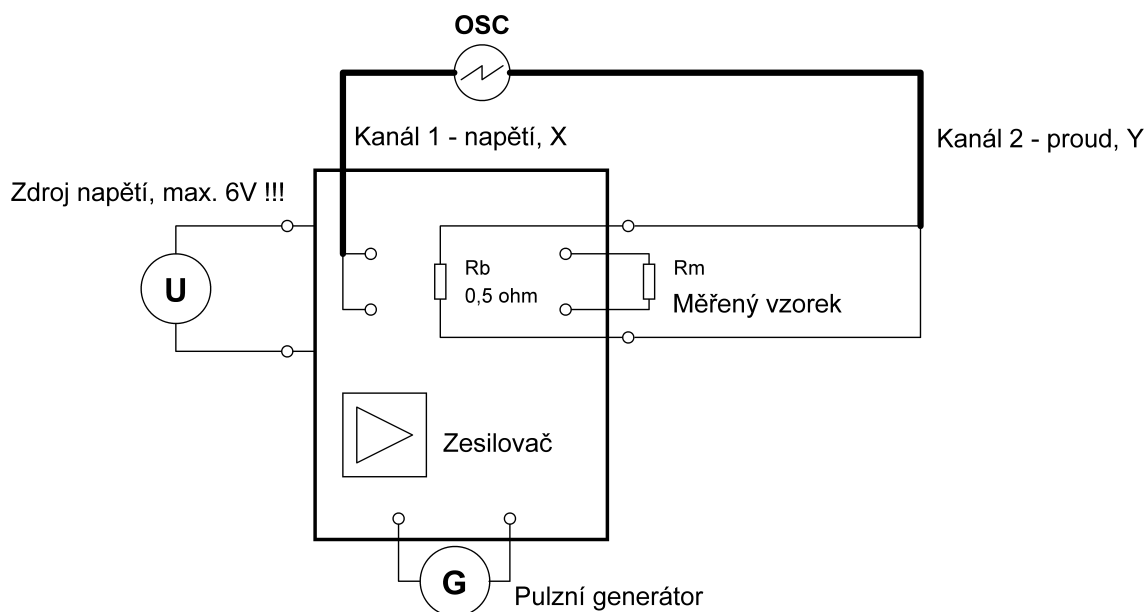 OSC
Kanál 1 - napětí, X
Kanál 2 - proud, Y
Zdroj napětí, max. 6V !!!
U
Rb
0,5 ohm
Rm
Měřený vzorek
Zesilovač
G
Pulzní generátor